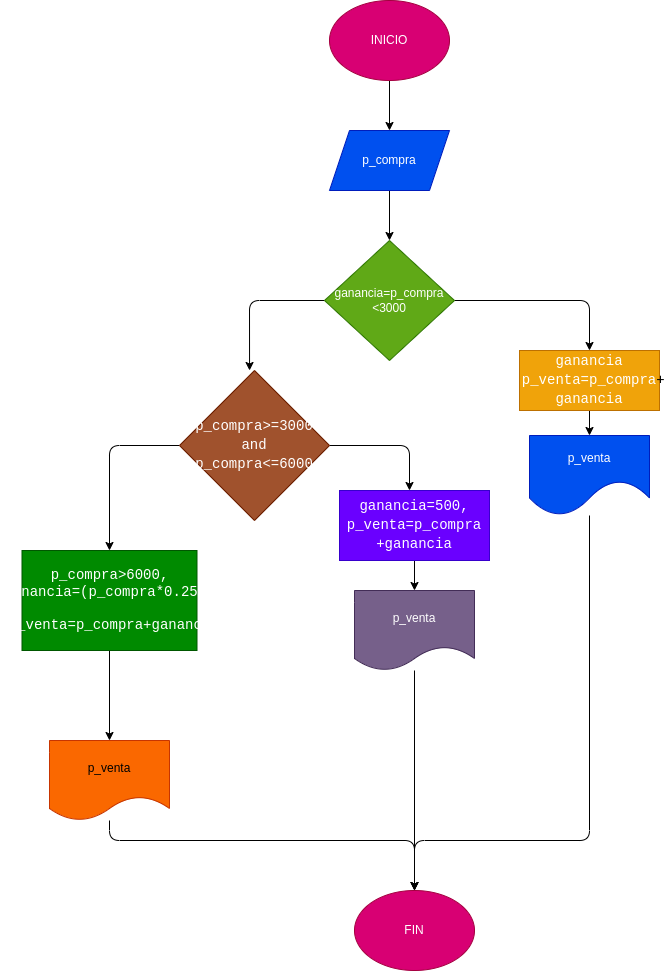 INICIO
p_compra
ganancia=p_compra
<3000
ganancia
p_venta=p_compra+
ganancia
p_venta
p_compra>=3000
and
p_compra<=6000
ganancia=500,
p_venta=p_compra
+ganancia
p_venta
p_compra>6000,
nancia=(p_compra*0.25
_venta=p_compra+gananc
p_venta
FIN